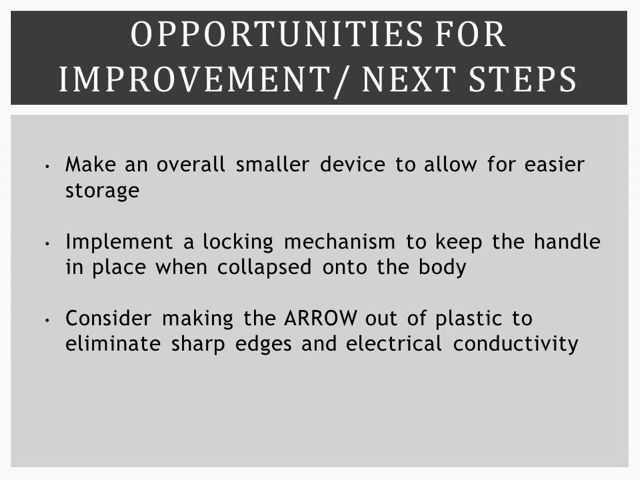 OPPORTUNITIES FOR
IMPROVEMENT/ NEXT STEPS
• Make an overall smaller device to allow for easier
storage
• Implement a locking mechanism to keep the handle
in place when collapsed onto the body
• Consider making the ARROW out of plastic to
eliminate sharp edges and electrical conductivity